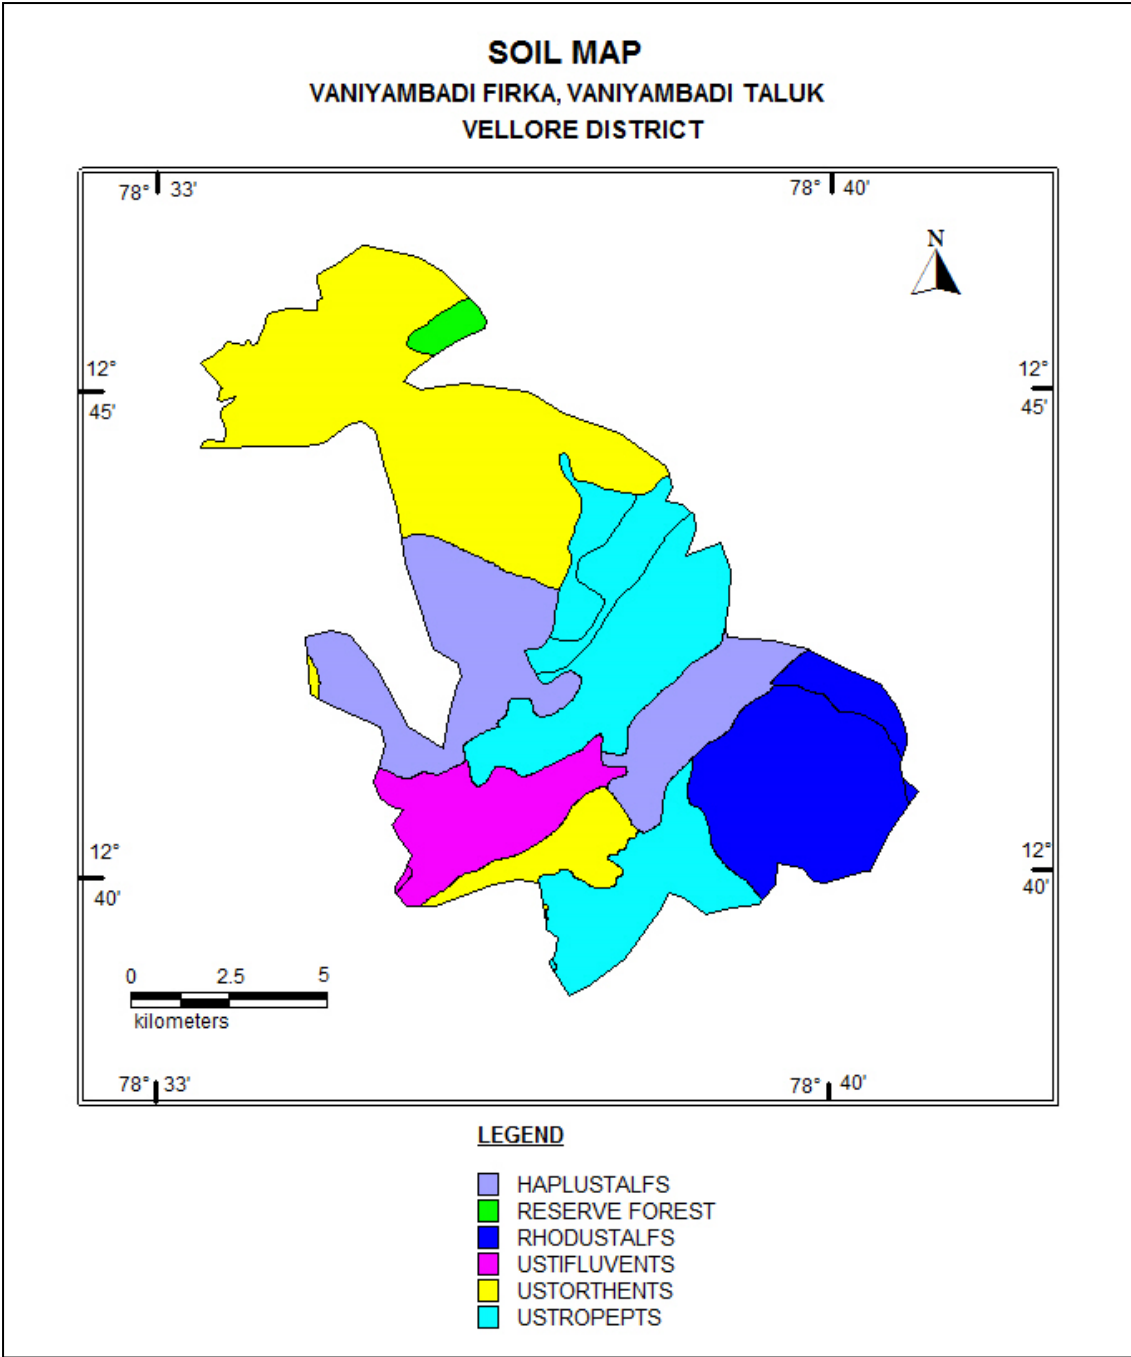 SOIL MAP
VANIYAMBADI FIRKA, VANIYAMBADI TALUK
VELLORE DISTRICT
78° 33'
78° 40'
N
12°
45'
12°
45'
12°
40'
12°
40'
0 2.5 5
kilometers
78° 33'
78° 40'
LEGEND
HAPLUSTALFS
RESERVE FOREST
RHODUSTALFS
USTIFLUVENTS
USTORTHENTS
USTROPEPTS